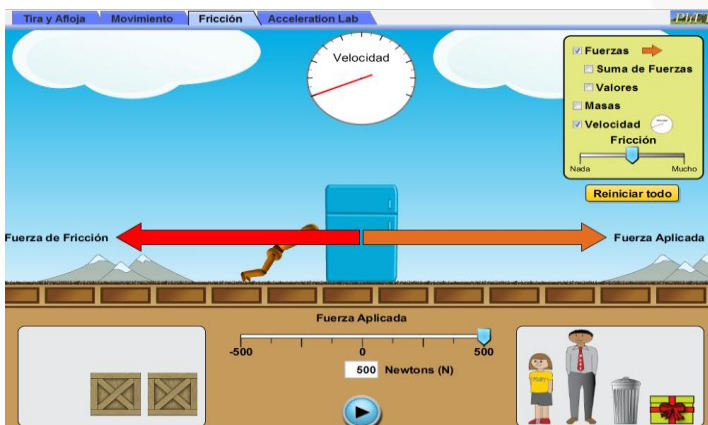 Tira y Afloja
Movimiento
Fricción
Acceleration Lab
PhET
Velocidad
Fuerzas
Suma de Fuerzas
Valores
Masas
Velocidad
Fricción
Nada
Mucho
Reiniciar todo
Fuerza de Fricción
Fuerza Aplicada
Fuerza Aplicada
-500
0
500
500 Newtons (N)